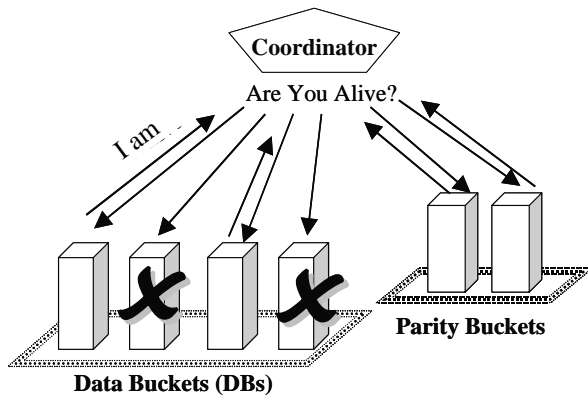 Coordinator
Are You Alive?
I am
Parity Buckets
Data Buckets (DBs)